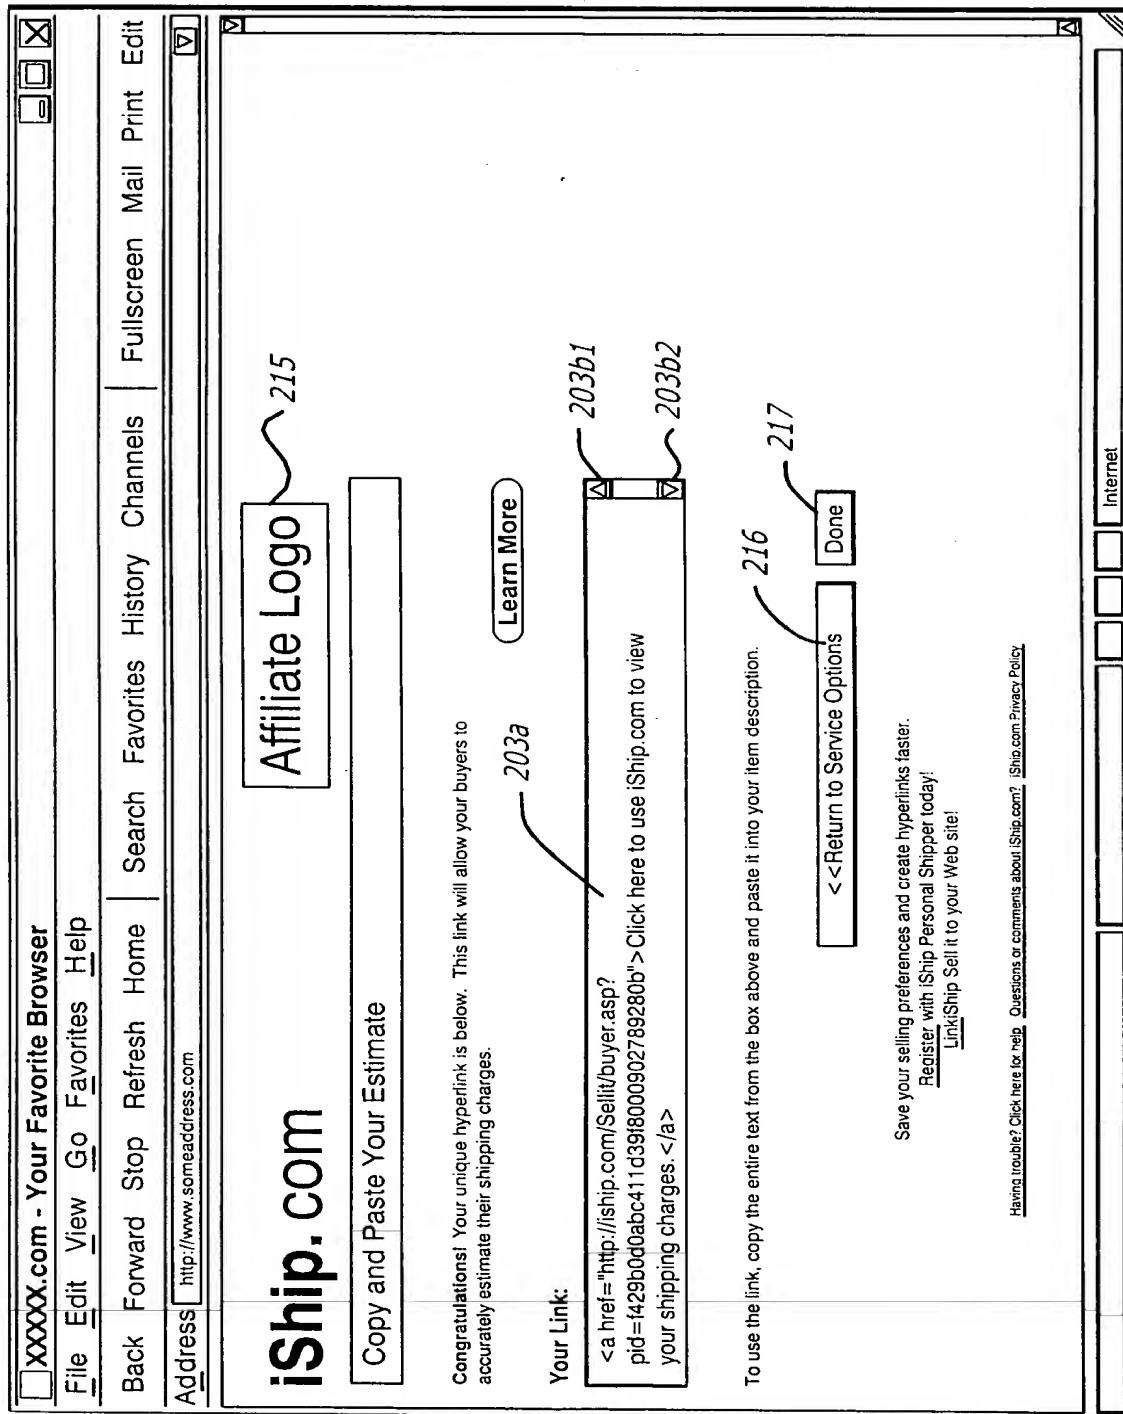 XXXXX.com - Your Favorite Browser
File Edit View Go Favorites Help
Back Forward Stop Refresh Home Search Favorites History Channels Fullscreen Mail Print Edit
Address http://www.someaddress.com
iShip.com
Affiliate Logo
215
Copy and Paste Your Estimate
Congratulations! Your unique hyperlink is below. This link will allow your buyers to
accurately estimate their shipping charges.
Learn More
203a
Your Link:
<a href="http://iship.com/Sellit/buyer.asp?
pid=f429b0d0abc411d39f8000902789280b">Click here to use iShip.com to view
your shipping charges.</a>
203b1
203b2
To use the link, copy the entire text from the box above and paste it into your item description.
216
217
<<Return to Service Options
Done
Save your selling preferences and create hyperlinks faster.
Register with iShip Personal Shipper today!
LinkiShip Sell it to your Web site!
Having trouble? Click here for help Questions or comments about iShip.com? iShip.com Privacy Policy
Internet